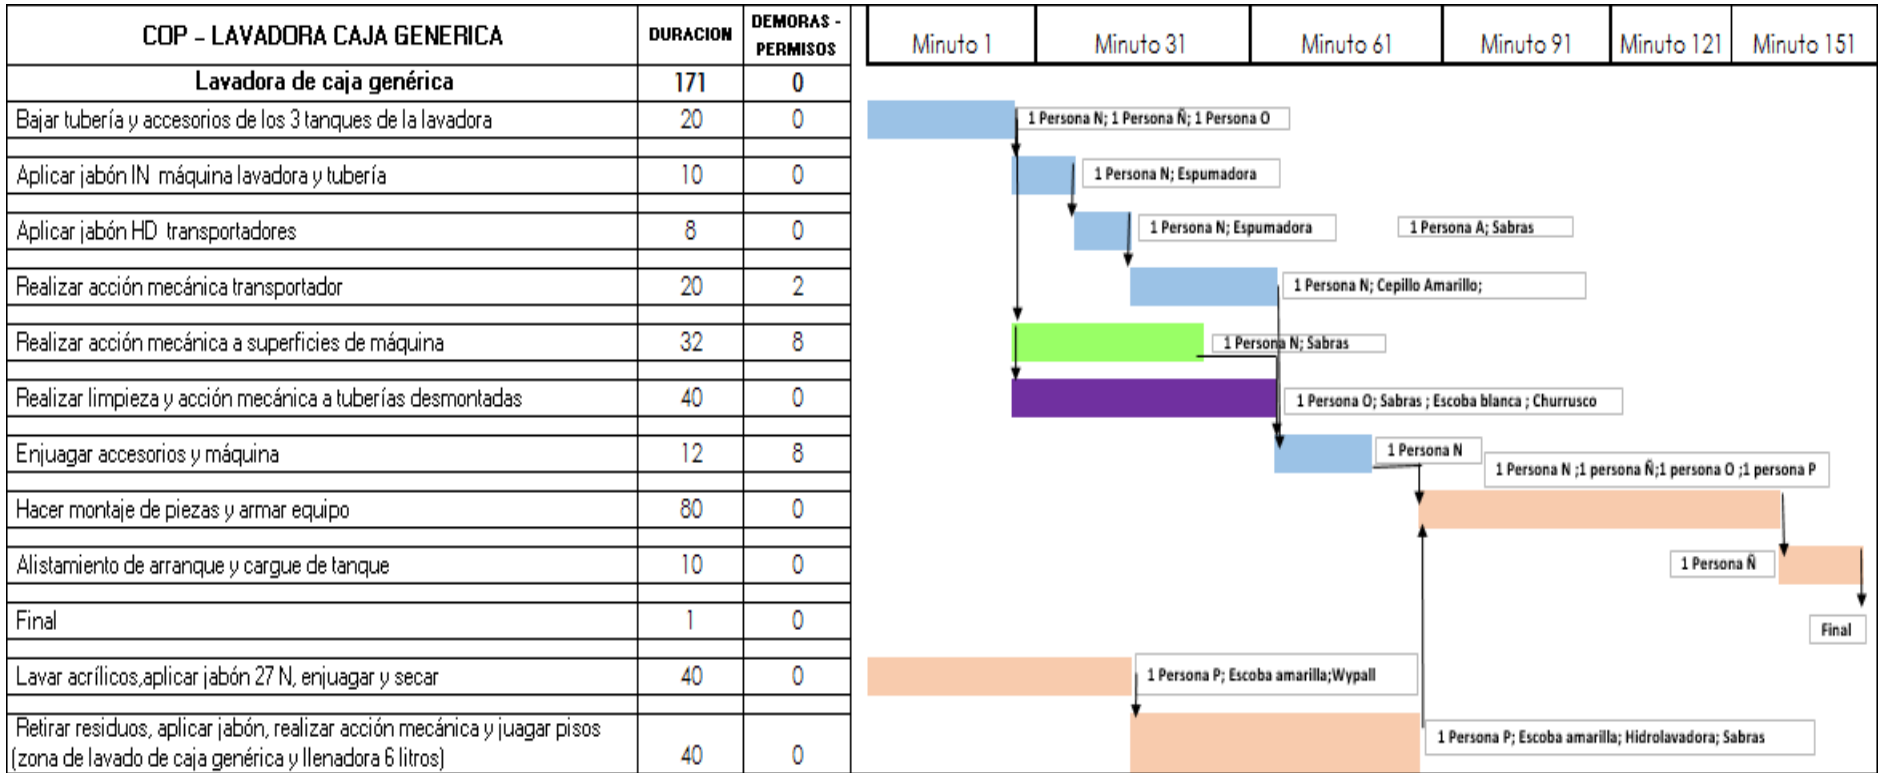 COP – LAVADORA CAJA GENERICA DURACION DEMORAS - PERMISOS Minuto 1 Minuto 31 Minuto 61 Minuto 91 Minuto 121 Minuto 151
Lavadora de caja genérica 171 0
Bajar tubería y accesorios de los 3 tanques de la lavadora 20 0 1 Persona N; 1 Persona Ñ; 1 Persona O
Aplicar jabón IN máquina lavadora y tubería 10 0 1 Persona N; Espumadora
Aplicar jabón HD transportadores 8 0 1 Persona N; Espumadora 1 Persona A; Sabras
Realizar acción mecánica transportador 20 2 1 Persona N; Cepillo Amarillo;
Realizar acción mecánica a superficies de máquina 32 8 1 Persona N; Sabras
Realizar limpieza y acción mecánica a tuberías desmontadas 40 0 1 Persona O; Sabras ; Escoba blanca ; Churrusco
Enjuagar accesorios y máquina 12 8 1 Persona N
1 Persona N ;1 persona Ñ;1 persona O ;1 persona P
Hacer montaje de piezas y armar equipo 80 0
Alistamiento de arranque y cargue de tanque 10 0 1 Persona Ñ
Final 1 0 Final
Lavar acrílicos,aplicar jabón 27 N, enjuagar y secar 40 0 1 Persona P; Escoba amarilla;Wypall
Retirar residuos, aplicar jabón, realizar acción mecánica y juagar pisos
(zona de lavado de caja genérica y llenadora 6 litros) 40 0 1 Persona P; Escoba amarilla; Hidrolavadora; Sabras